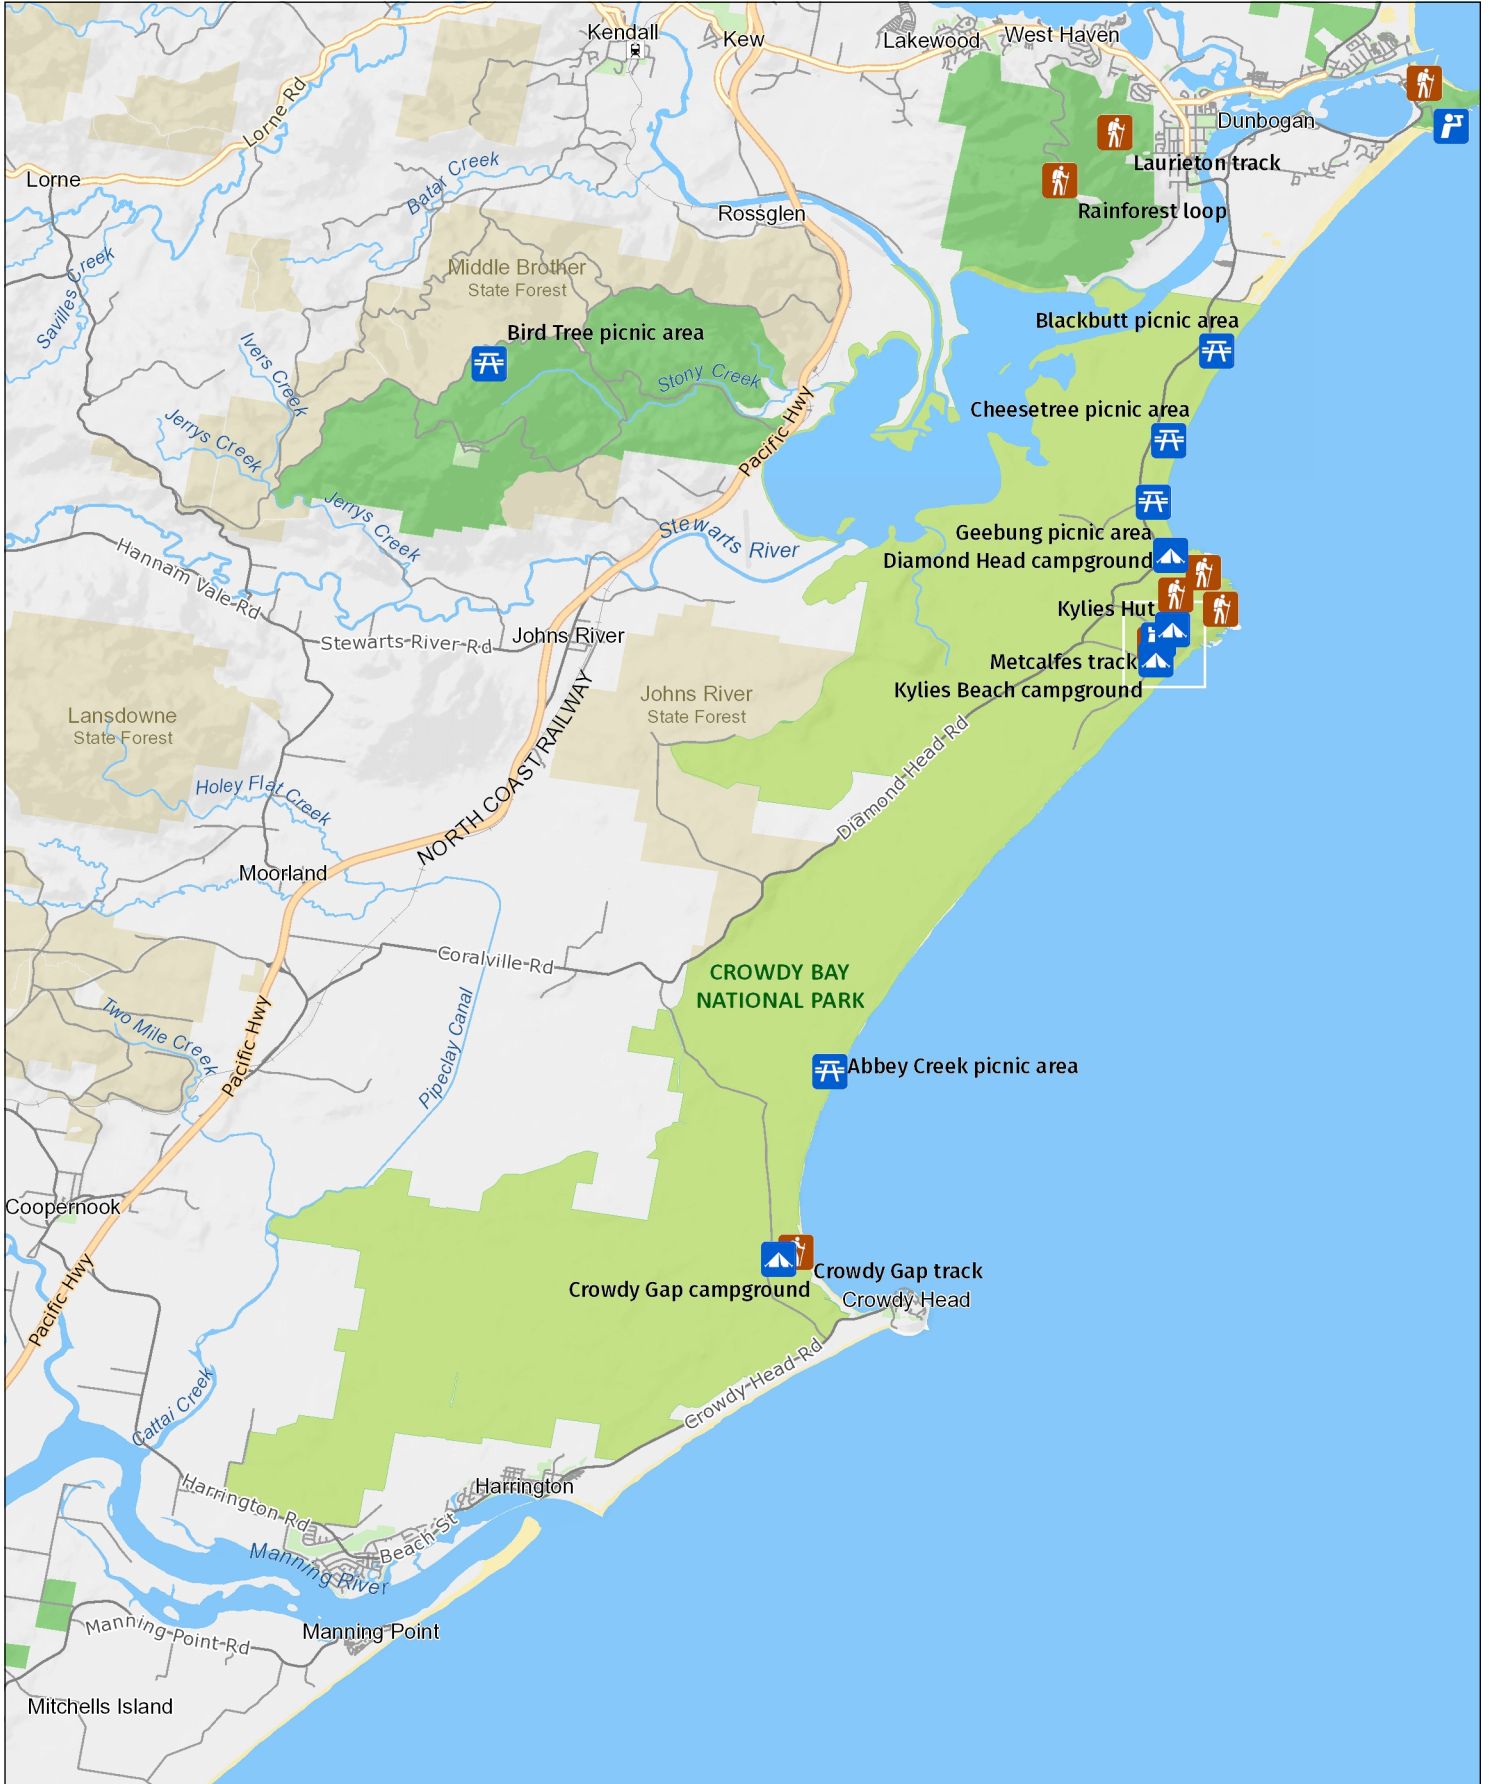 Kendall
Kew
Lakewood
West Haven
Lorne Rd
Dunbogan
Laurieton track
Batar Creek
Lorne
Rainforest loop
Rossglen
Savilles Creek
Middle Brother
State Forest
Blackbutt picnic area
Bird Tree picnic area
Ivers Creek
Stony Creek
Cheesetree picnic area
Jerrys Creek
Pacific Hwy
Jerrys Creek
Stewarts River
Geebung picnic area
Diamond Head campground
Hannam Vale Rd
Kylies Hut
Stewarts River Rd
Johns River
Metcalfes track
Kylies Beach campground
Johns River
State Forest
Lansdowne
State Forest
NORTH COAST RAILWAY
Diamond Head Rd
Holey Flat Creek
Moorland
Coralville Rd
CROWDY BAY
NATIONAL PARK
Two Mile Creek
Pacific Hwy
Pipeclay Canal
Abbey Creek picnic area
Coopernook
Crowdy Gap track
Crowdy Gap campground
Crowdy Head
Pacific Hwy
Crowdy Head Rd
Cattai Creek
Harrington
Harrington Rd
Beach St
Manning River
Manning Point Rd
Manning Point
Mitchells Island